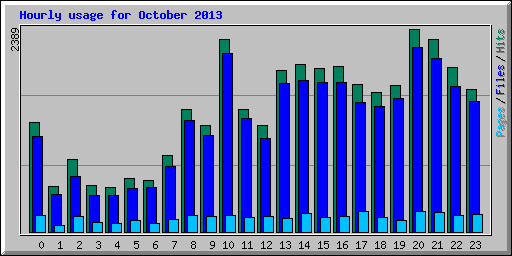 Hourly usage for October 2013
2389
Pages / Files / Hits
0 1 2 3 4 5 6 7 8 9 10 11 12 13 14 15 16 17 18 19 20 21 22 23